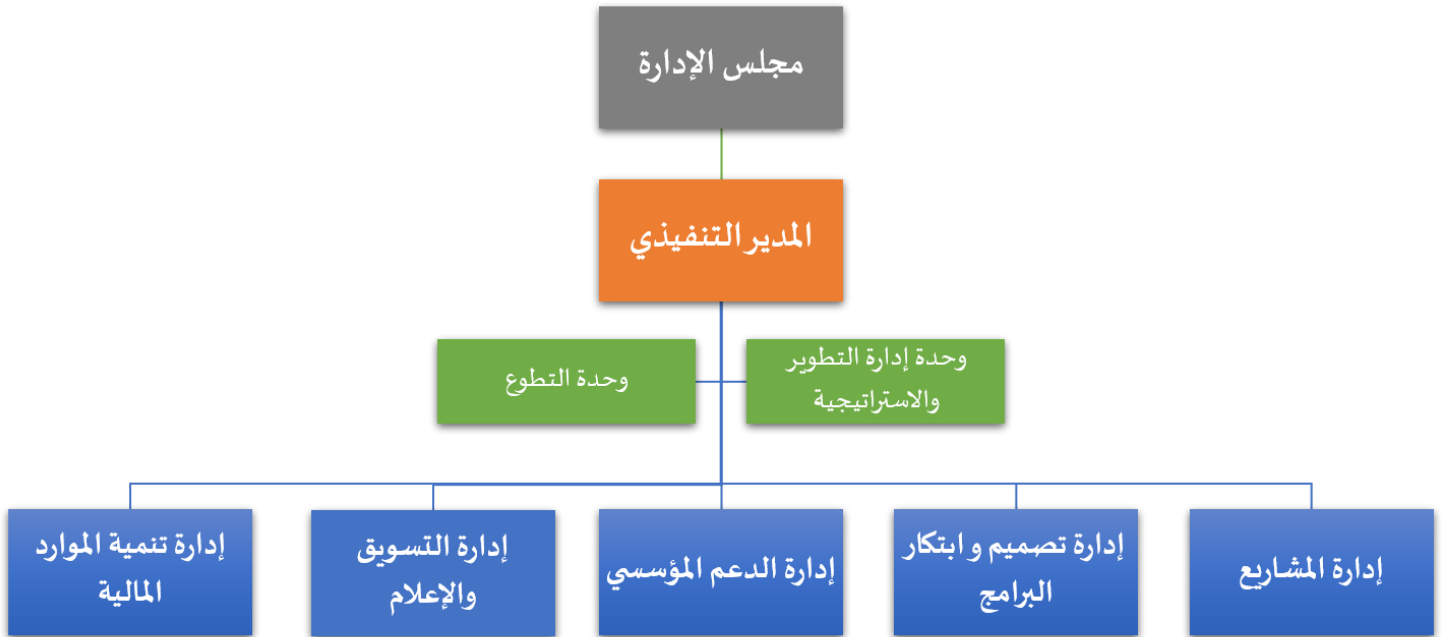 مجلس الإدارة
المدير التنفيذي
وحدة إدارة التطوير
والاستراتيجية
وحدة التطوع
إدارة المشاريع
إدارة تصميم و ابتكار
البرامج
إدارة الدعم المؤسسي
إدارة التسويق
والإعلام
إدارة تنمية الموارد
المالية